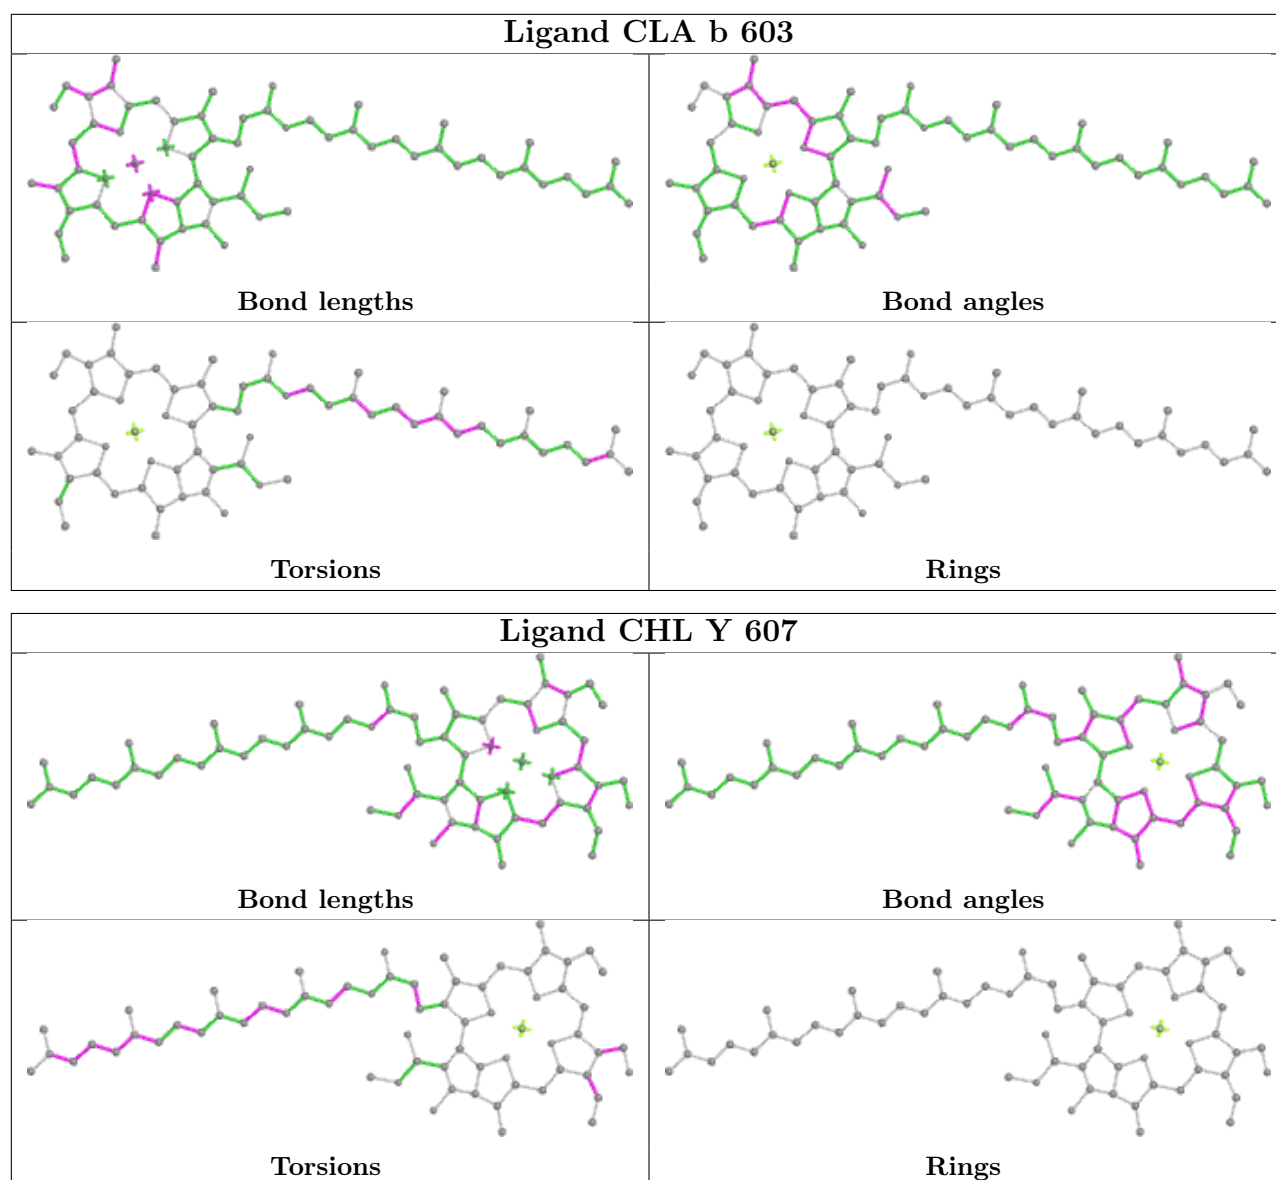 Ligand CLA b 603
Bond lengths
Bond angles
Torsions
Rings
Ligand CHL Y 607
Bond lengths
Bond angles
Torsions
Rings